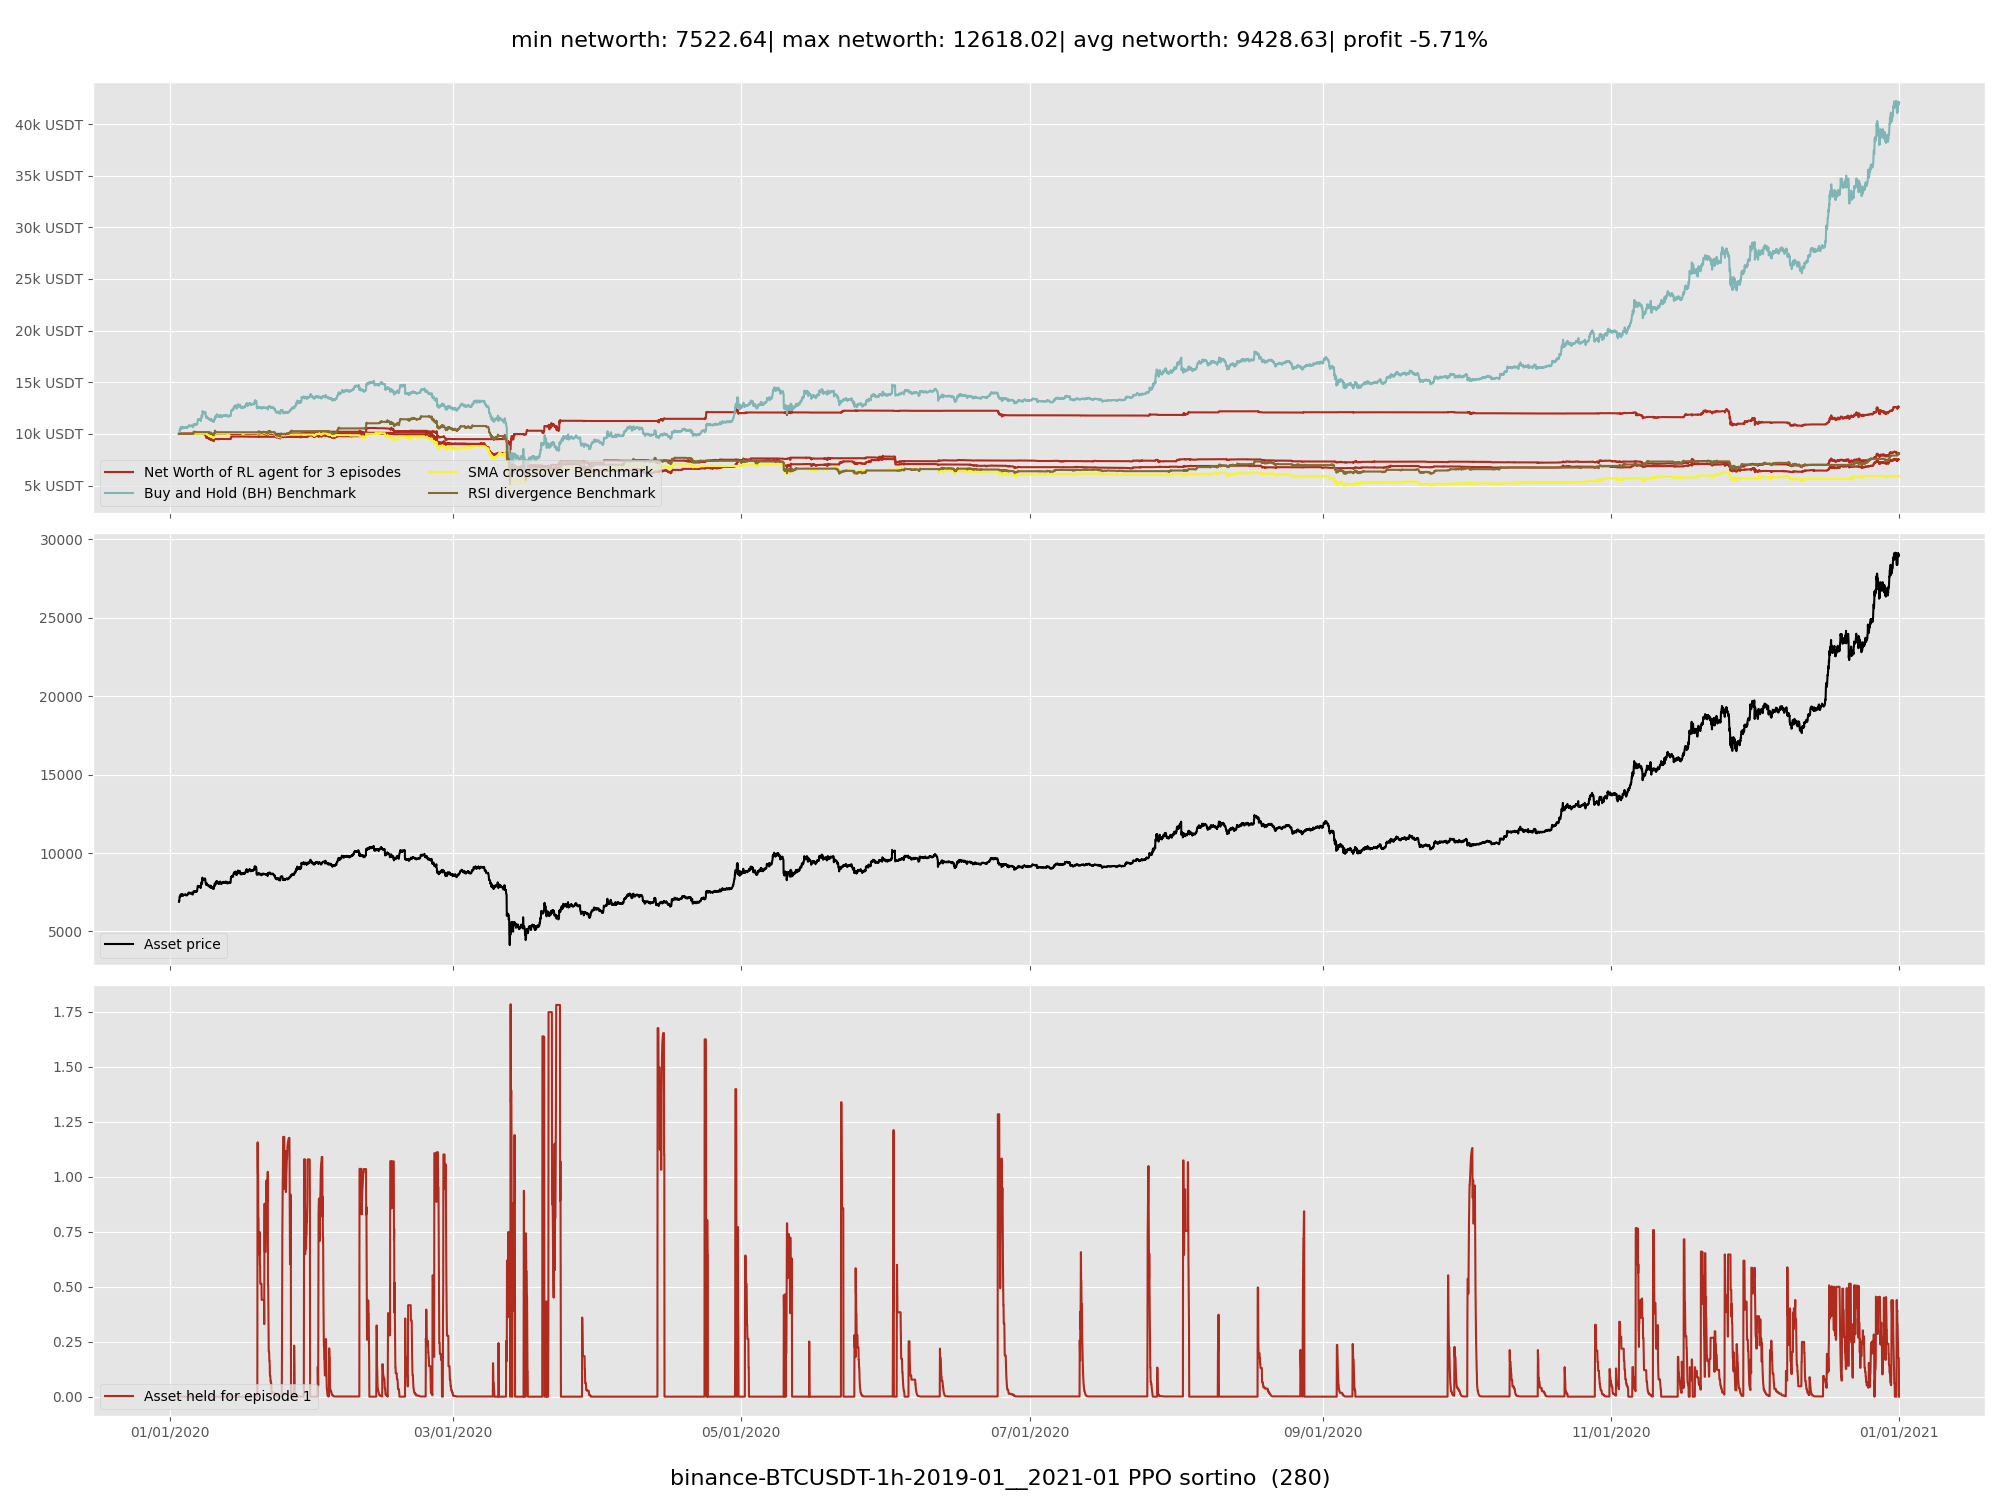 min networth: 7522.64| max networth: 12618.02| avg networth: 9428.63| profit -5.71%
40k USDT
35k USDT
30k USDT
25k USDT
20k USDT
15k USDT
10k USDT
5k USDT
Net Worth of RL agent for 3 episodes
Buy and Hold (BH) Benchmark
SMA crossover Benchmark
RSI divergence Benchmark
30000
25000
20000
15000
10000
5000
Asset price
1.75
1.50
1.25
1.00
0.75
0.50
0.25
0.00
Asset held for episode 1
01/01/2020 03/01/2020 05/01/2020 07/01/2020 09/01/2020 11/01/2020 01/01/2021
binance-BTCUSDT-1h-2019-01__2021-01 PPO sortino (280)